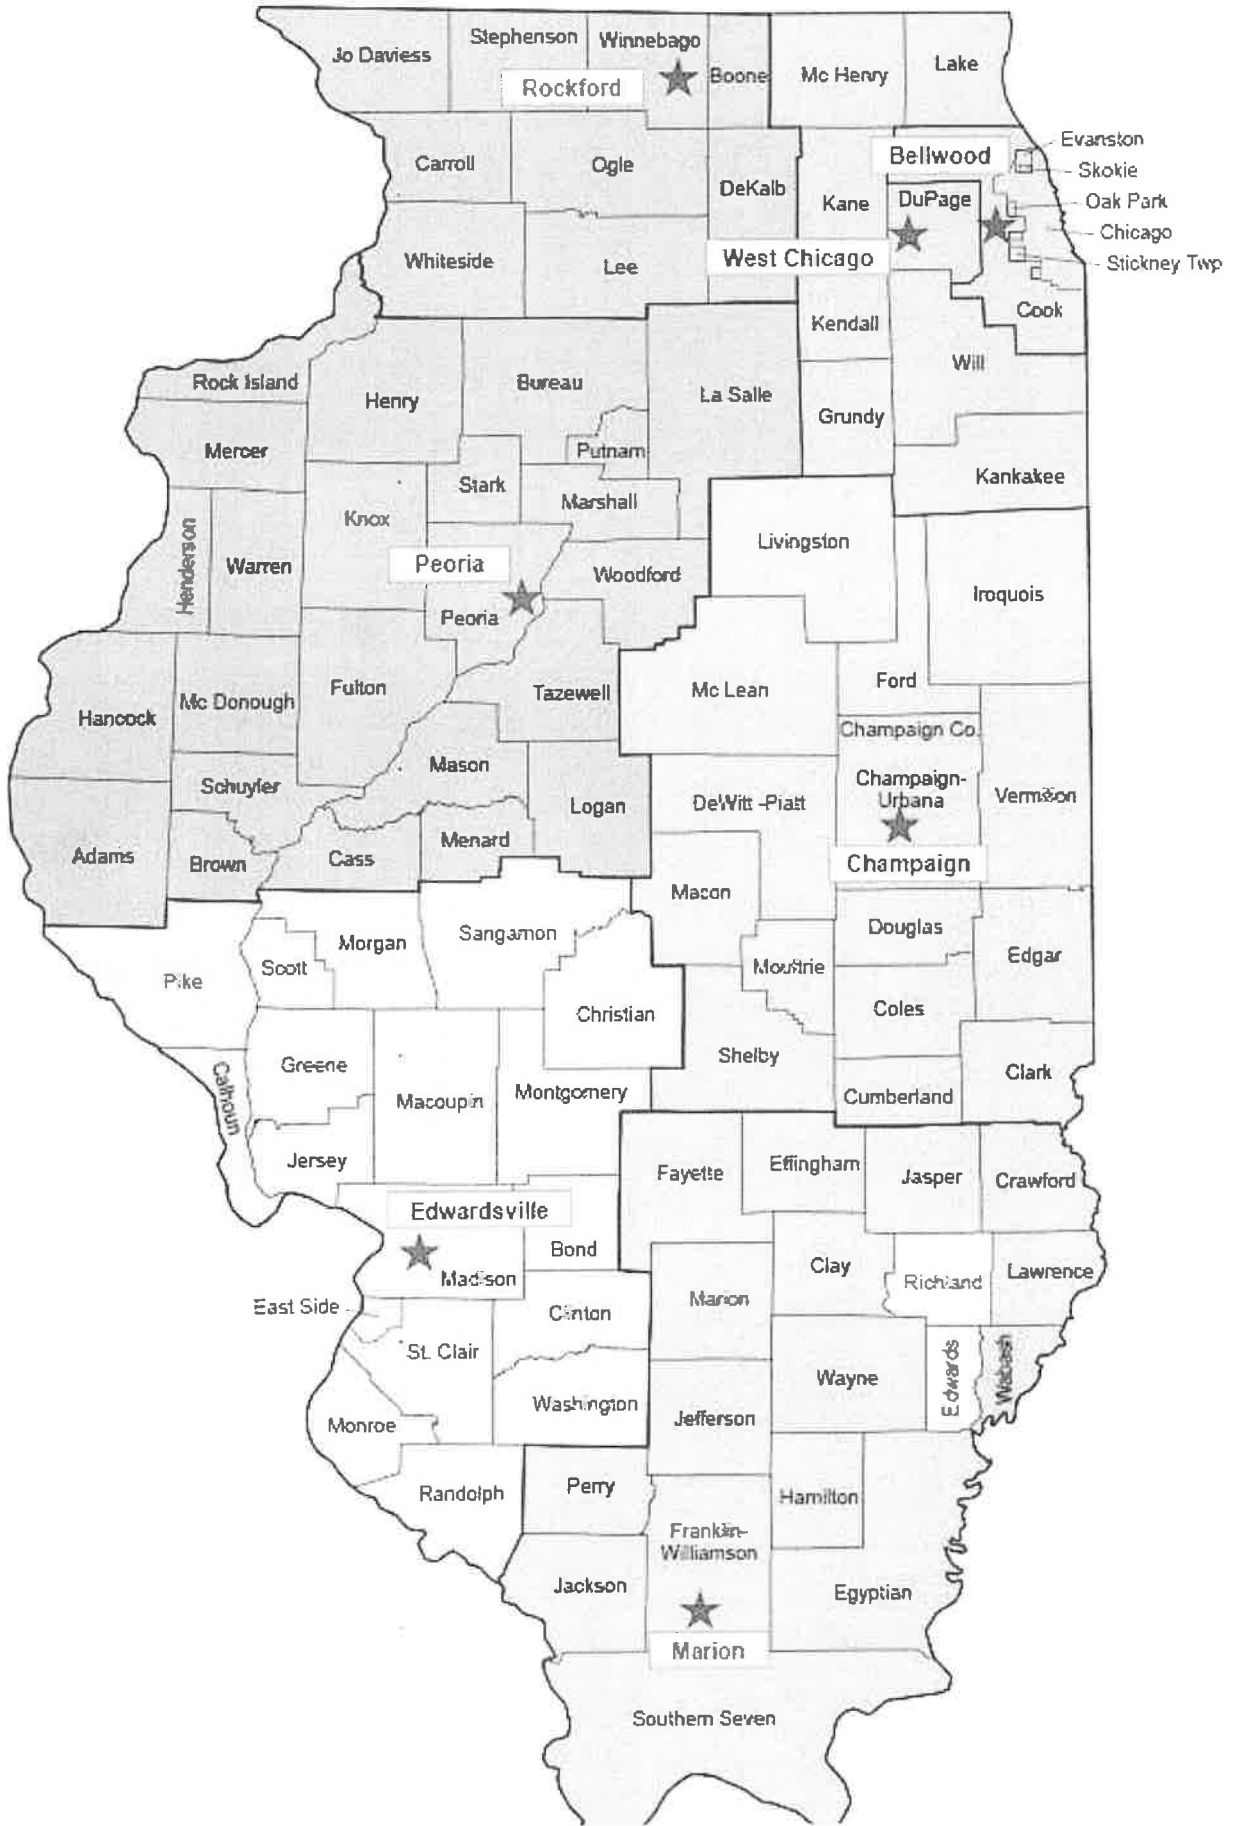 Jo Daviess
Stephenson
Winnebago
Rockford
Boone
Mc Henry
Lake
Carroll
Ogle
DeKalb
Kane
Bellwood
DuPage
Evanston
Skokie
Oak Park
Chicago
Stickney Twp
Whiteside
Lee
West Chicago
Cook
Kendall
Will
Rock Island
Henry
Bureau
La Salle
Grundy
Mercer
Putnam
Kankakee
Stark
Marshall
Knox
Henderson
Warren
Peoria
Peoria
Woodford
Livingston
Iroquois
Hancock
Mc Donough
Fulton
Tazewell
Mc Lean
Ford
Champaign Co.
Schuyler
Mason
Logan
DeWitt -Piatt
Champaign-
Urbana
Vermilion
Adams
Brown
Cass
Menard
Champaign
Macon
Pike
Scott
Morgan
Sangamon
Christian
Moultrie
Douglas
Edgar
Coles
Greene
Calhoun
Macoupin
Montgomery
Shelby
Cumberland
Clark
Jersey
Fayette
Effingham
Jasper
Crawford
Edwardsville
Bond
Madison
Clay
Richland
Lawrence
East Side
Clinton
Marion
St. Clair
Washington
Wayne
Edwards
Wabash
Monroe
Jefferson
Randolph
Perry
Hamilton
Franklin-
Williamson
Jackson
Egyptian
Marion
Southern Seven